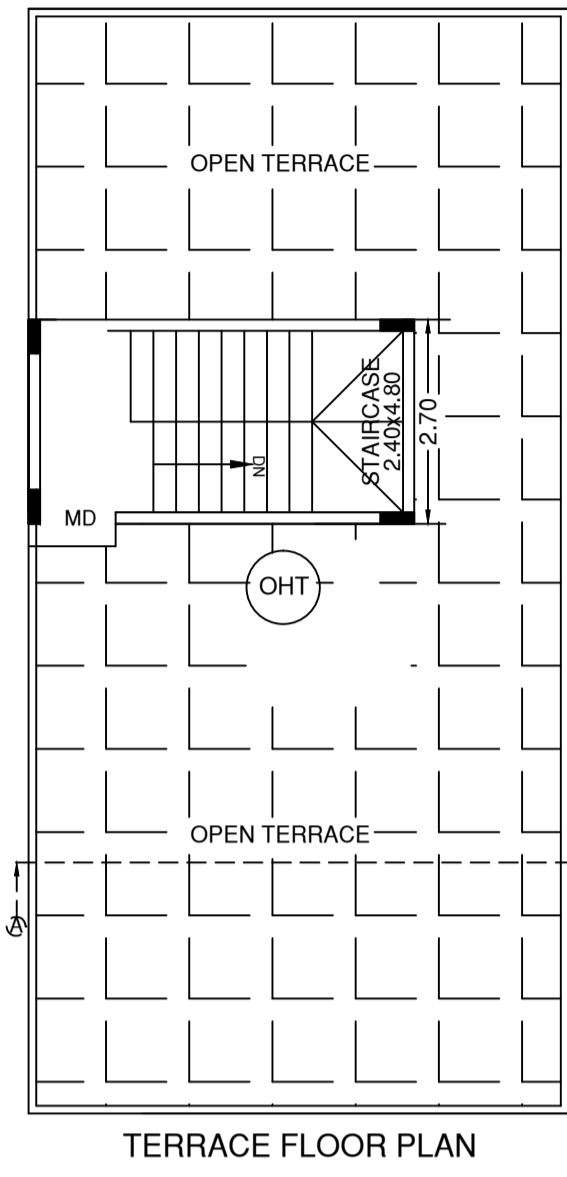 OPEN TERRACE
STAIRCASE
2.40x4.80
2.70
DN
MD
OHT
OPEN TERRACE
A
TERRACE FLOOR PLAN